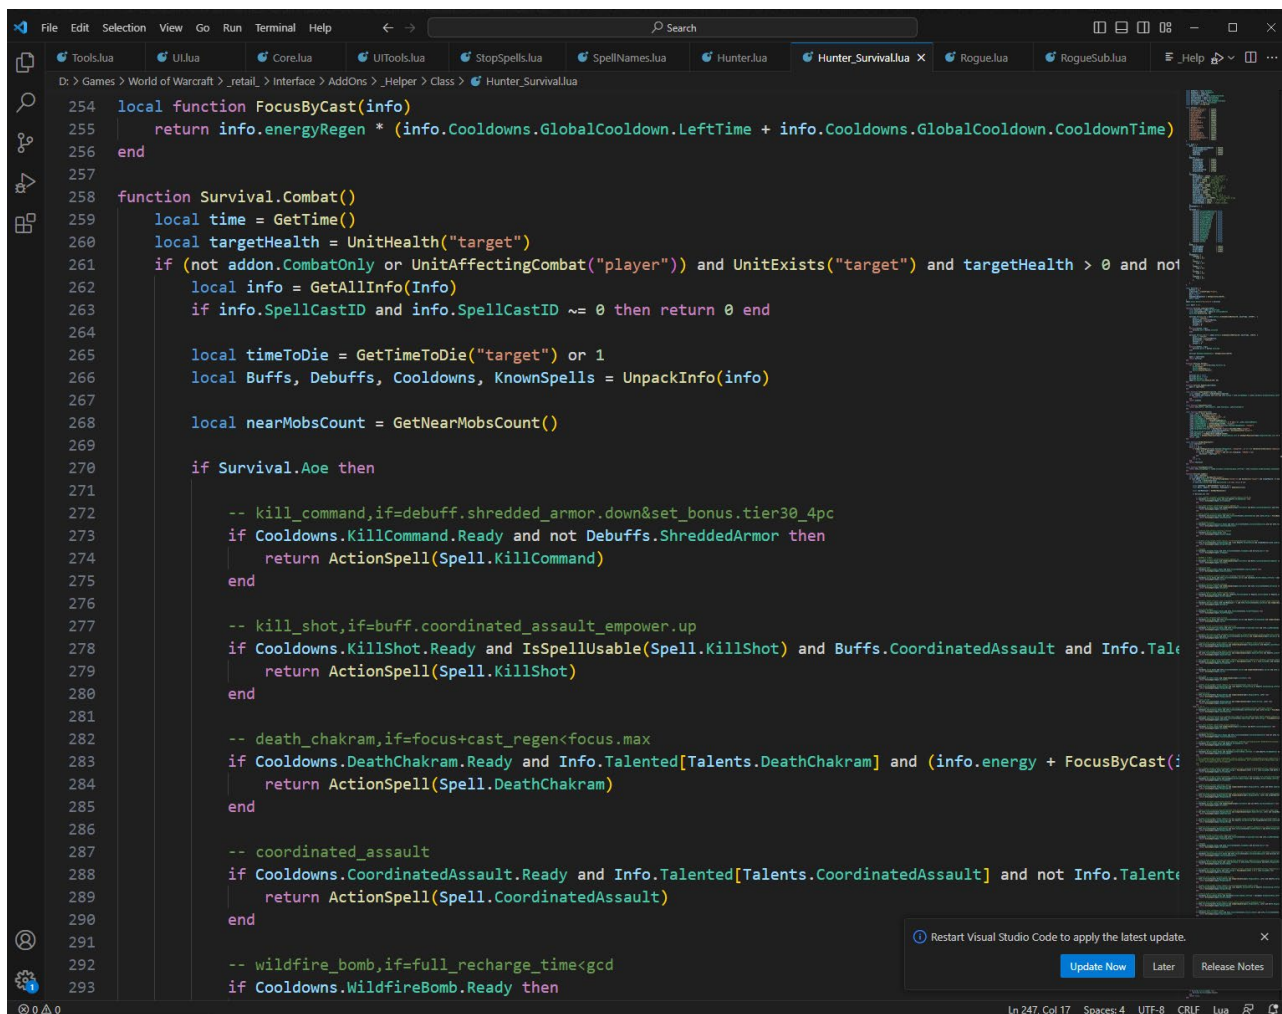 File Edit Selection View Go Run Terminal Help Search
Tools.lua UI.lua Core.lua UITools.lua StopSpells.lua SpellNames.lua Hunter.lua Hunter_Survival.lua Rogue.lua RogueSub.lua _Help
D: > Games > World of Warcraft > _retail_ > Interface > AddOns > _Helper > Class > Hunter_Survival.lua
254 local function FocusByCast(info)
255 return info.energyRegen * (info.Cooldowns.GlobalCooldown.LeftTime + info.Cooldowns.GlobalCooldown.CooldownTime)
256 end
257
258 function Survival.Combat()
259 local time = GetTime()
260 local targetHealth = UnitHealth("target")
261 if (not addon.CombatOnly or UnitAffectingCombat("player")) and UnitExists("target") and targetHealth > 0 and not
262 local info = GetAllInfo(Info)
263 if info.SpellCastID and info.SpellCastID ~= 0 then return 0 end
264
265 local timeToDie = GetTimeToDie("target") or 1
266 local Buffs, Debuffs, Cooldowns, KnownSpells = UnpackInfo(info)
267
268 local nearMobsCount = GetNearMobsCount()
269
270 if Survival.Aoe then
271
272 -- kill_command,if=debuff.shredded_armor.down&set_bonus.tier30_4pc
273 if Cooldowns.KillCommand.Ready and not Debuffs.ShreddedArmor then
274 return ActionSpell(Spell.KillCommand)
275 end
276
277 -- kill_shot,if=buff.coordinated_assault_empower.up
278 if Cooldowns.KillShot.Ready and IsSpellUsable(Spell.KillShot) and Buffs.CoordinatedAssault and Info.Tale
279 return ActionSpell(Spell.KillShot)
280 end
281
282 -- death_chakram,if=focus+cast_regen<focus.max
283 if Cooldowns.DeathChakram.Ready and Info.Talented[Talents.DeathChakram] and (info.energy + FocusByCast(i
284 return ActionSpell(Spell.DeathChakram)
285 end
286
287 -- coordinated_assault
288 if Cooldowns.CoordinatedAssault.Ready and Info.Talented[Talents.CoordinatedAssault] and not Info.Talente
289 return ActionSpell(Spell.CoordinatedAssault)
290 end
291
292 -- wildfire_bomb,if=full_recharge_time<gcd
293 if Cooldowns.WildfireBomb.Ready then
Restart Visual Studio Code to apply the latest update.
Update Now Later Release Notes
1
0 0 Ln 247, Col 17 Spaces: 4 UTF-8 CRLF Lua